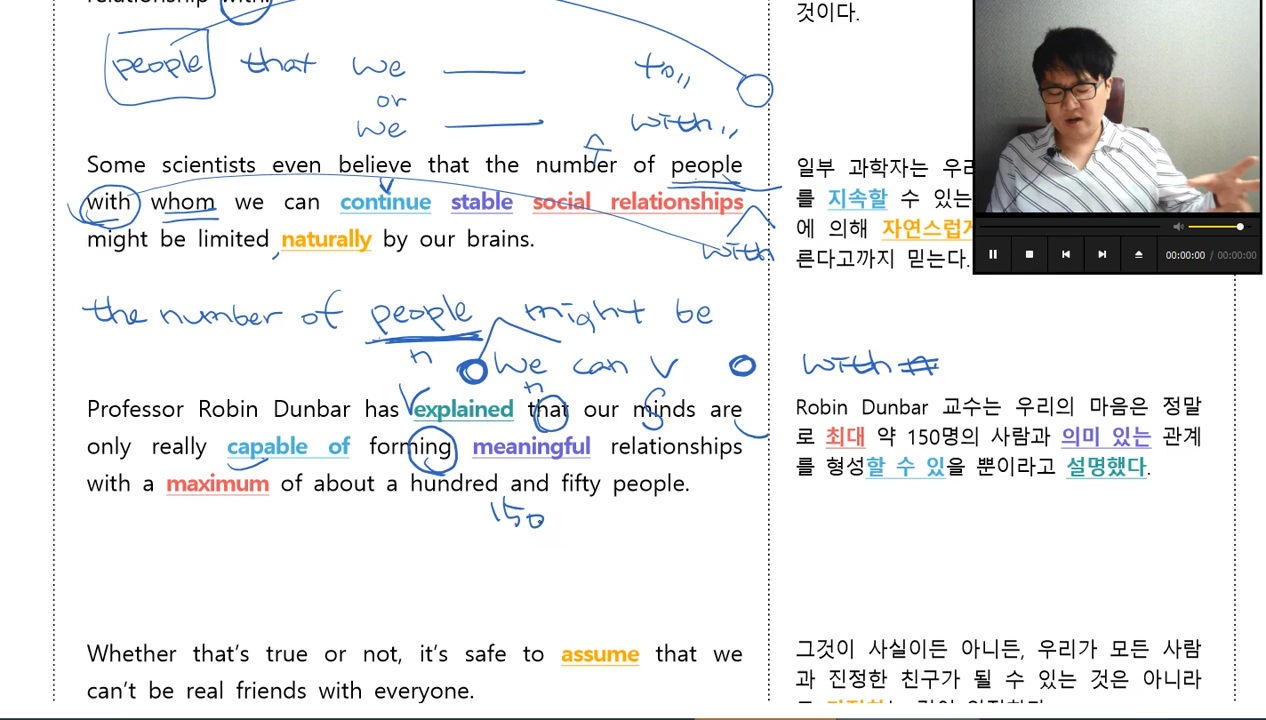 relationship with.
people that we to,,
or
we with,,
Some scientists even believe that the number of people
with whom we can continue stable social relationships
might be limited, naturally by our brains.
with
the number of people might be
n we can v with
n
v
S
Professor Robin Dunbar has explained that our minds are
only really capable of forming meaningful relationships
with a maximum of about a hundred and fifty people.
150
Whether that's true or not, it's safe to assume that we
can't be real friends with everyone.
것이다.
일부 과학자는 우리
를 지속할 수 있는
에 의해 자연스럽게
른다고까지 믿는다.
Robin Dunbar 교수는 우리의 마음은 정말
로 최대 약 150명의 사람과 의미 있는 관계
를 형성할 수 있을 뿐이라고 설명했다.
그것이 사실이든 아니든, 우리가 모든 사람
과 진정한 친구가 될 수 있는 것은 아니라
00:00:00 / 00:00:00